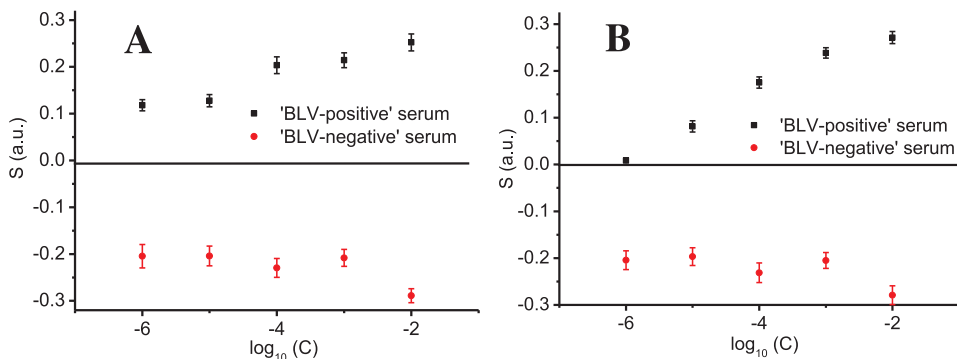 A
0.3
0.2
0.1
0.0
-0.1
-0.2
-0.3
S (a.u.)
'BLV-positive' serum
'BLV-negative' serum
-6
-4
-2
log10 (C)
B
0.3
0.2
0.1
0.0
-0.1
-0.2
-0.3
S (a.u.)
'BLV-positive' serum
'BLV-negative' serum
-6
-4
-2
log10 (C)